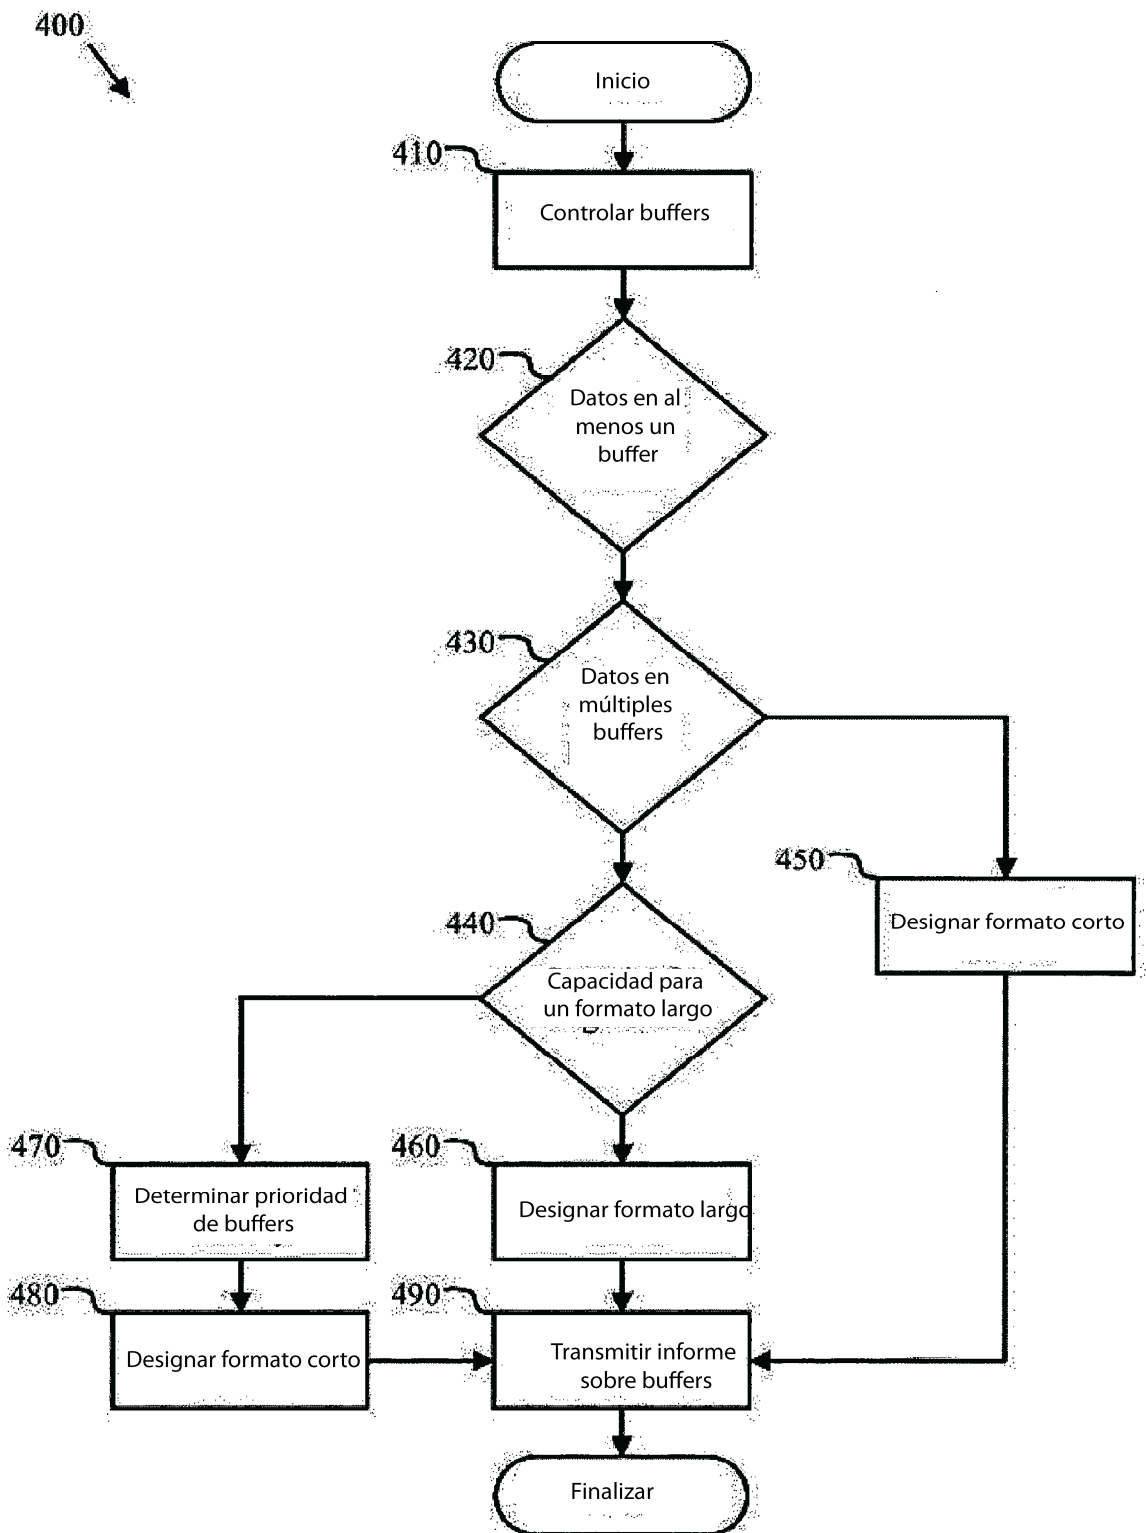 400
Inicio
410
Controlar buffers
420
Datos en al
menos un
buffer
430
Datos en
múltiples
buffers
450
Designar formato corto
440
Capacidad para
un formato largo
470
Determinar prioridad
de buffers
460
Designar formato largo
480
Designar formato corto
490
Transmitir informe
sobre buffers
Finalizar